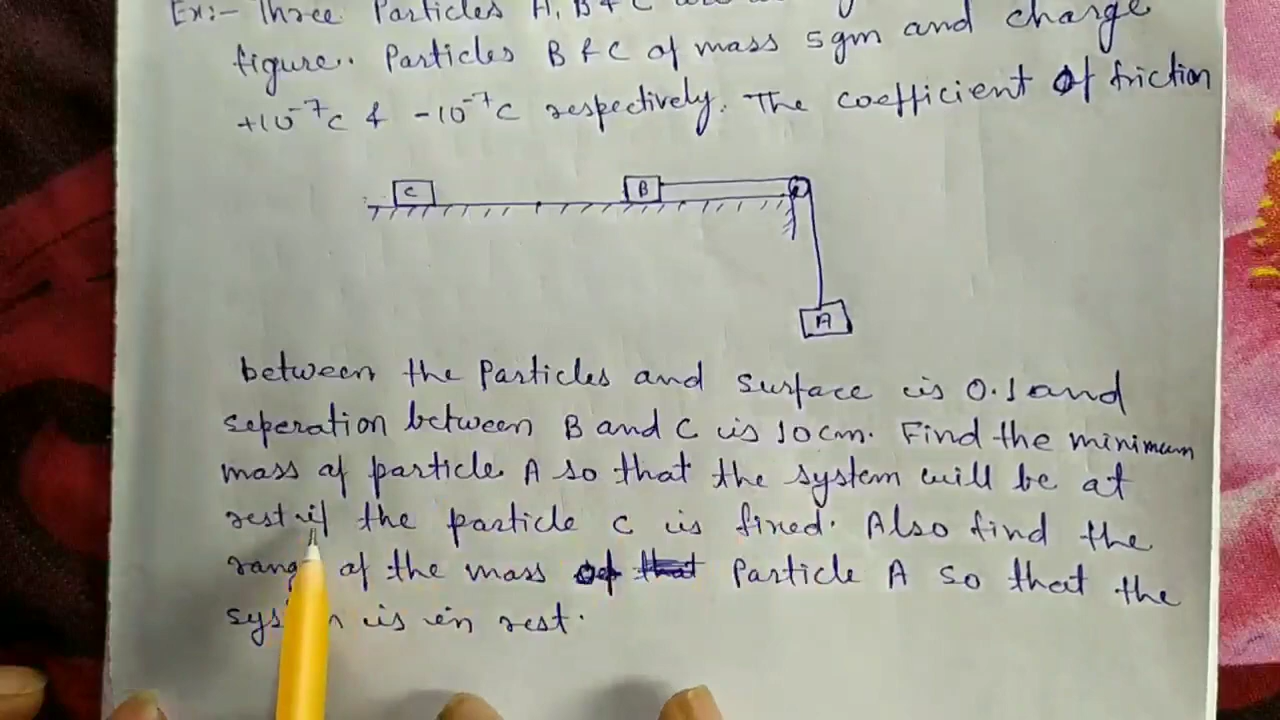 Ex:- Three Particles A, B & C are
figure. Particles B & C of mass 5gm and charge
+10⁻⁷c & -10⁻⁷c respectively. The coefficient of friction
C
B
A
between the Particles and surface is 0.1 and
seperation between B and C is 10cm. Find the minimum
mass of particle A so that the system will be at
rest if the particle C is fixed. Also find the
rang of the mass of that Particle A so that the
sys is in rest.